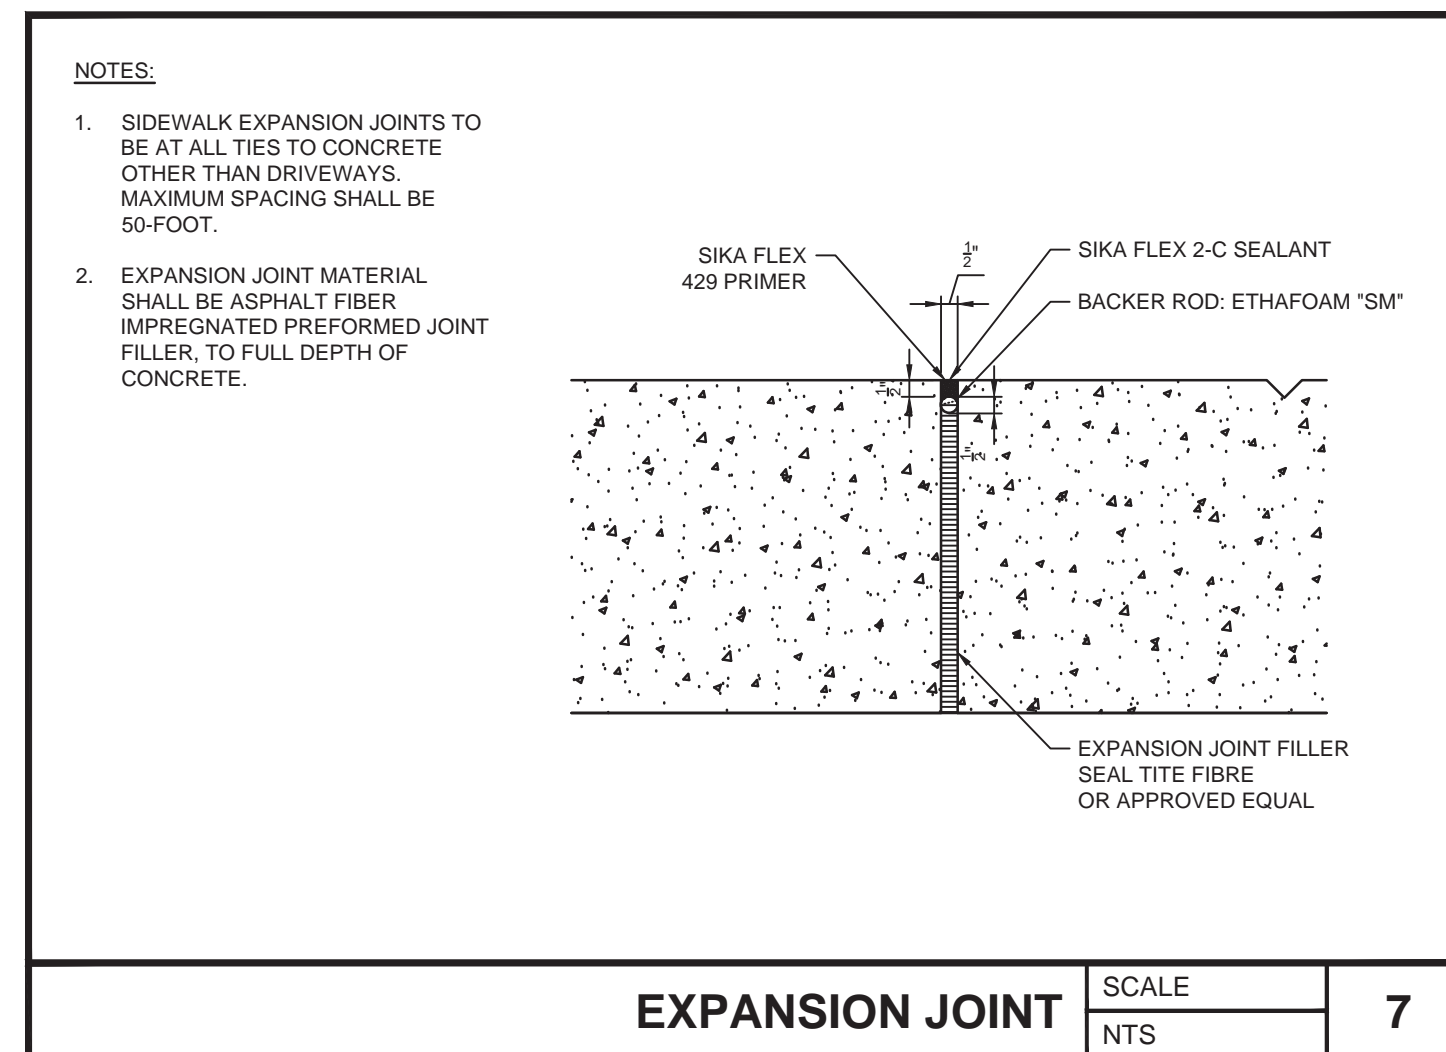 NOTES:
1. SIDEWALK EXPANSION JOINTS TO
BE AT ALL TIES TO CONCRETE
OTHER THAN DRIVEWAYS.
MAXIMUM SPACING SHALL BE
50-FOOT.
2. EXPANSION JOINT MATERIAL
SHALL BE ASPHALT FIBER
IMPREGNATED PREFORMED JOINT
FILLER, TO FULL DEPTH OF
CONCRETE.
SIKA FLEX
429 PRIMER
1/2"
SIKA FLEX 2-C SEALANT
BACKER ROD: ETHAFOAM "SM"
1/2"
1/2"
EXPANSION JOINT FILLER
SEAL TITE FIBRE
OR APPROVED EQUAL
EXPANSION JOINT
SCALE
NTS
7